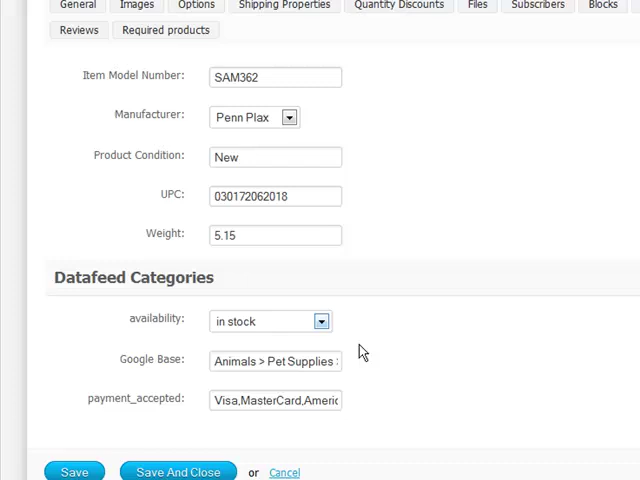 General Images Options Shipping Properties Quantity Discounts Files Subscribers Blocks
Reviews Required products
Item Model Number: SAM362
Manufacturer: Penn Plax
Product Condition: New
UPC: 030172062018
Weight: 5.15
Datafeed Categories
availability: in stock
Google Base: Animals > Pet Supplies >
payment_accepted: Visa,MasterCard,Americ
Save Save And Close or Cancel